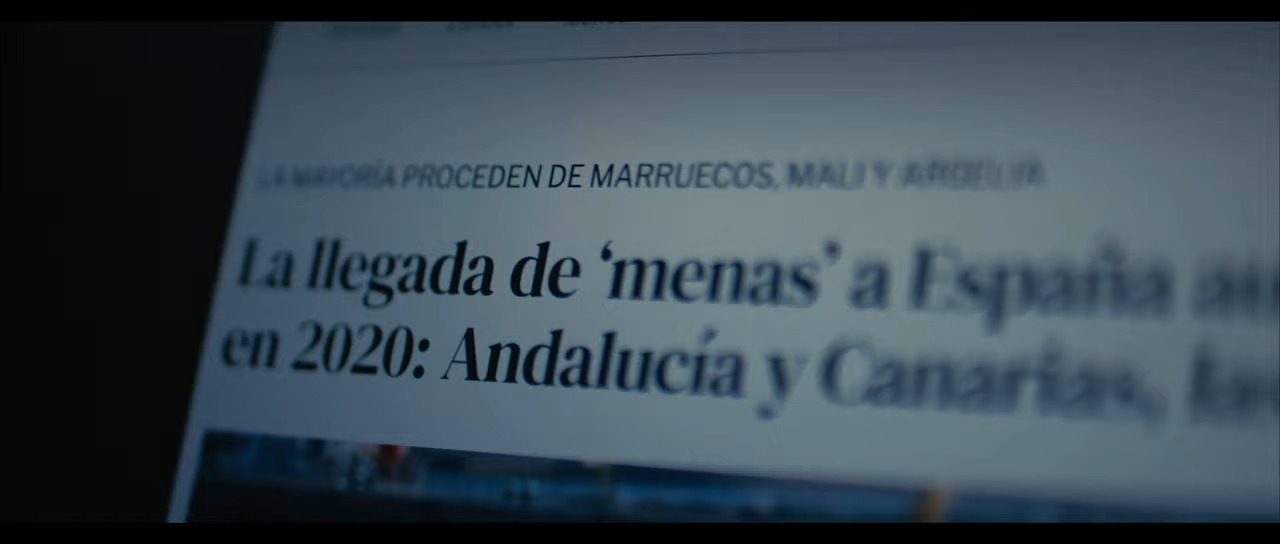 LA MAYORÍA PROCEDEN DE MARRUECOS, MALI Y ARGELIA
La llegada de ‘menas’ a España
en 2020: Andalucía y Canarias,